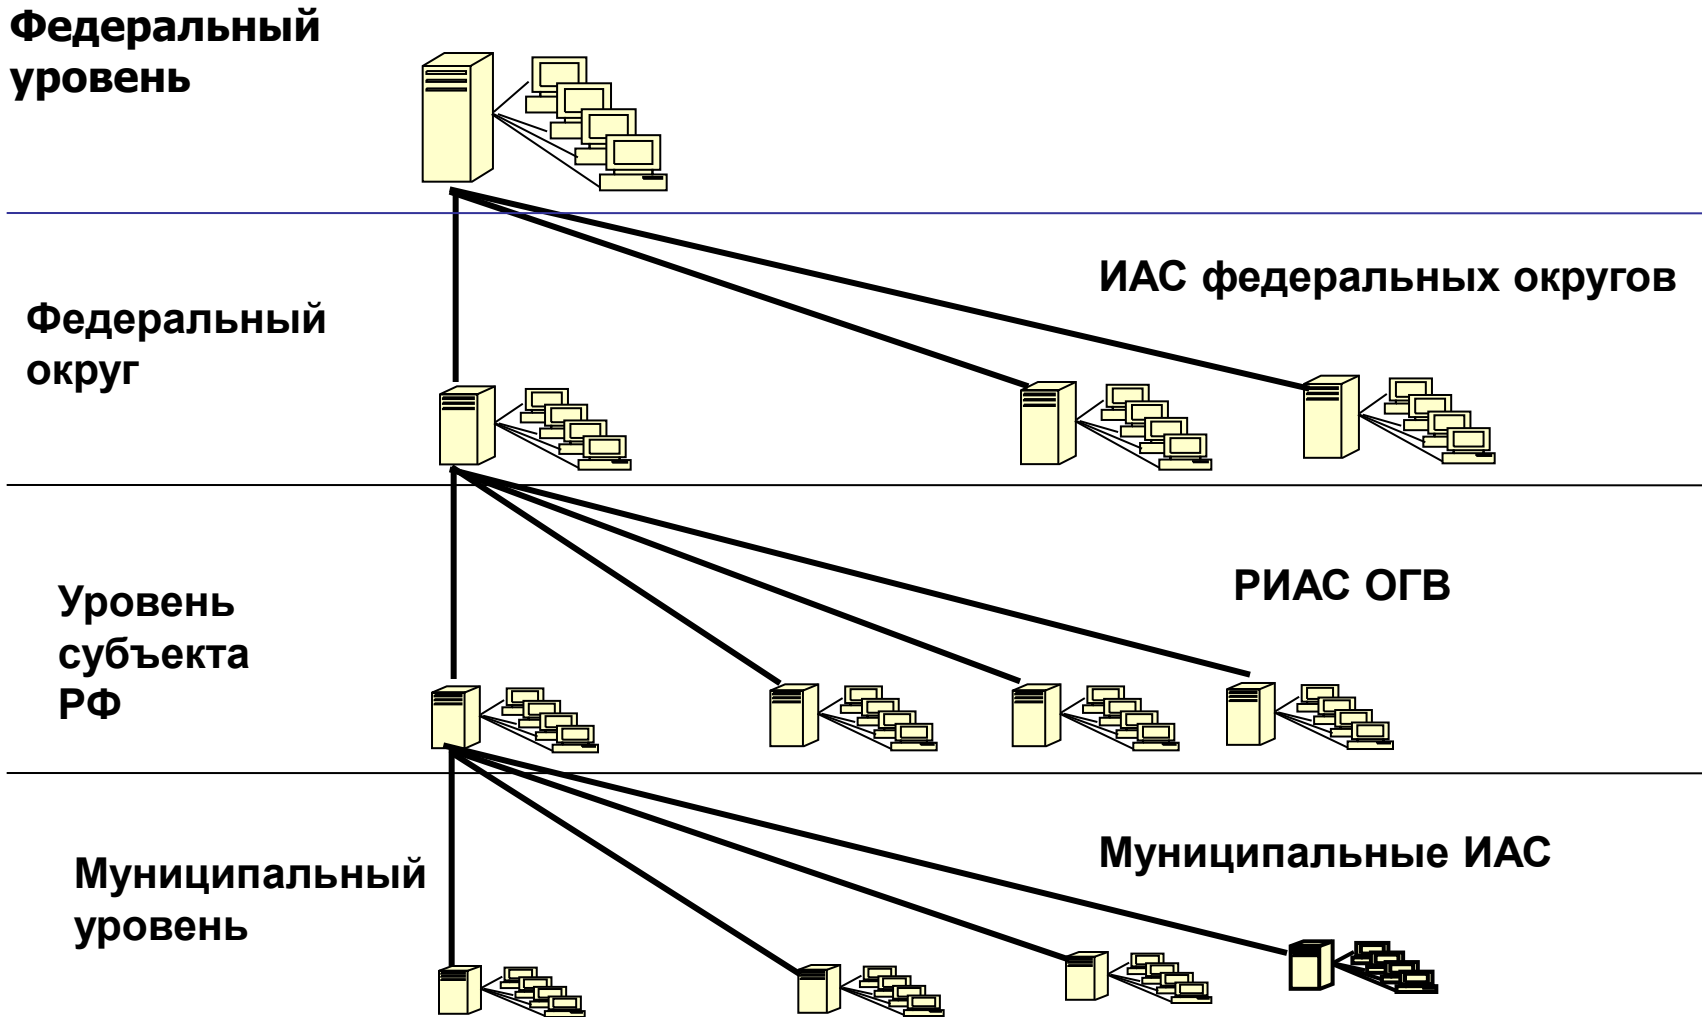 Федеральный
уровень
ИАС федеральных округов
Федеральный
округ
РИАС ОГВ
Уровень
субъекта
РФ
Муниципальные ИАС
Муниципальный
уровень